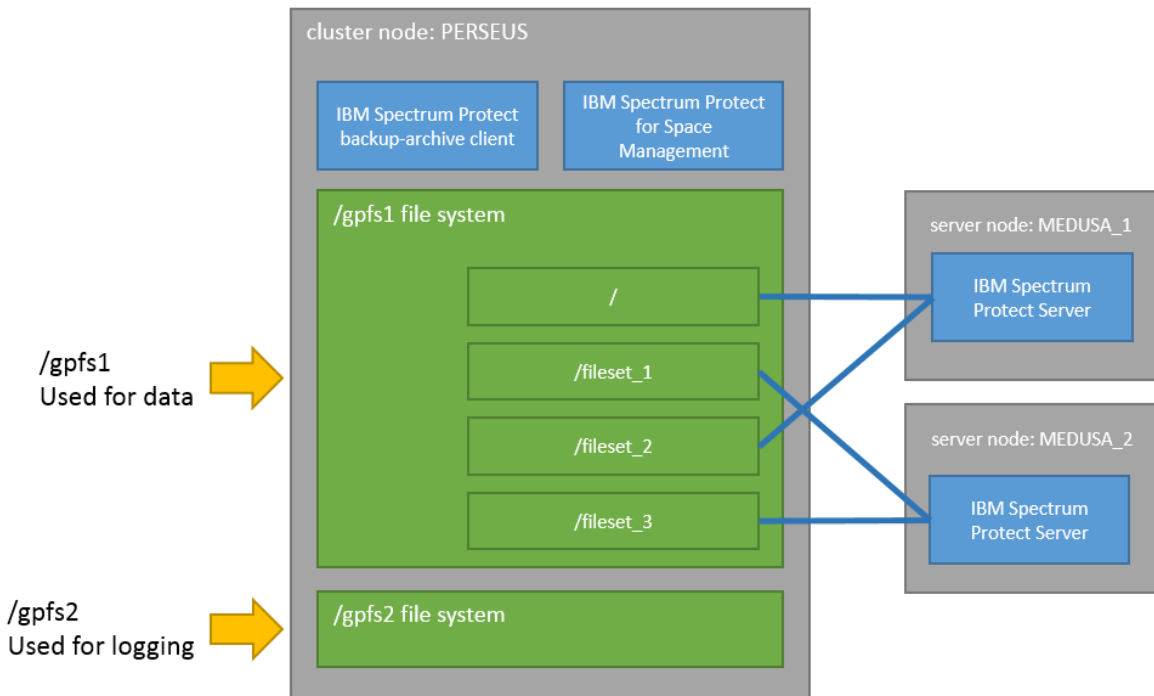 cluster node: PERSEUS
IBM Spectrum Protect
backup-archive client
IBM Spectrum Protect
for Space
Management
/gpfs1 file system
/
/fileset_1
/fileset_2
/fileset_3
/gpfs2 file system
/gpfs1
Used for data
/gpfs2
Used for logging
server node: MEDUSA_1
IBM Spectrum
Protect Server
server node: MEDUSA_2
IBM Spectrum
Protect Server